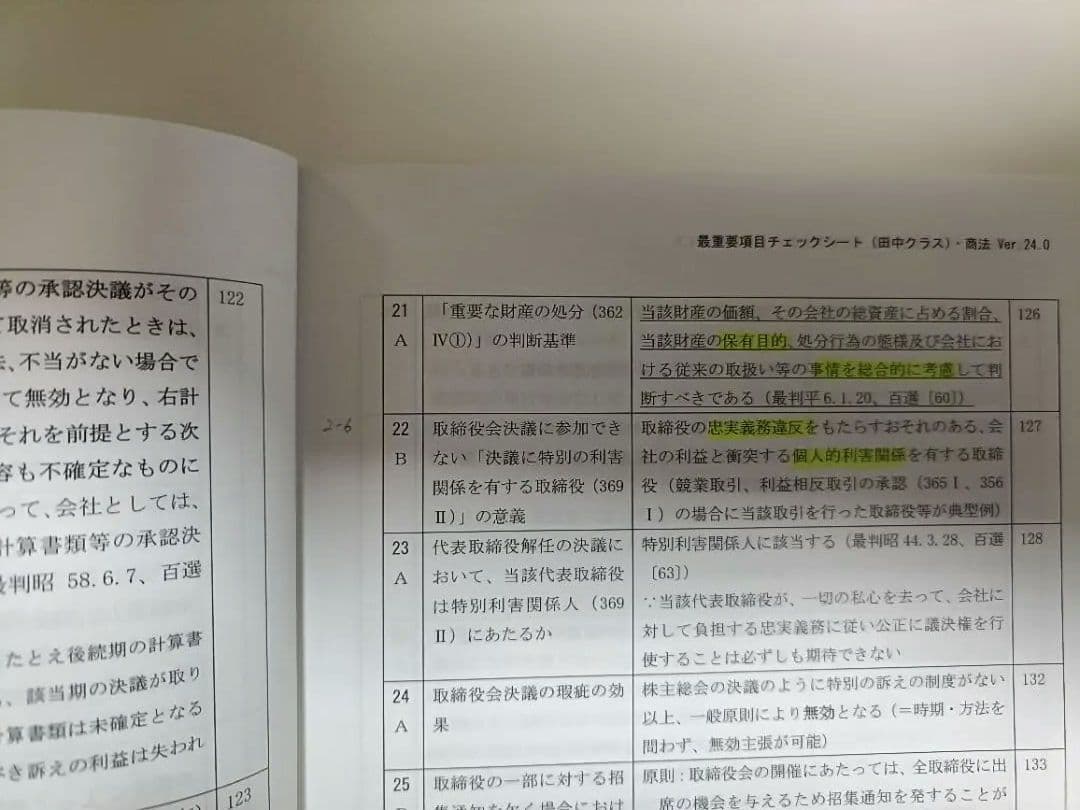 等の承認決議がその
て取消されたときは、
不当がない場合で
て無効となり、右計
それを前提とする次
容も不確定なものに
って、会社としては、
計算書類等の承認決
最判昭 58.6.7、百選
たとえ後続期の計算書
、該当期の決議が取り
算書類は未確定となる
き訴えの利益は失われ
122
123
最重要項目チェックシート（田中クラス）・商法 Ver 24.0
21
A
「重要な財産の処分（362
Ⅳ①）」の判断基準
当該財産の価額、その会社の総資産に占める割合、
当該財産の保有目的、処分行為の態様及び会社にお
ける従来の取扱い等の事情を総合的に考慮して判
断すべきである（最判平 6.1.20、百選〔60〕）
126
2-6
22
B
取締役会決議に参加でき
ない「決議に特別の利害
関係を有する取締役（369
Ⅱ）」の意義
取締役の忠実義務違反をもたらすおそれのある、会
社の利益と衝突する個人的利害関係を有する取締
役（競業取引、利益相反取引の承認（365Ⅰ、356
Ⅰ）の場合に当該取引を行った取締役等が典型例）
127
23
A
代表取締役解任の決議に
おいて、当該代表取締役
は特別利害関係人（369
Ⅱ）にあたるか
特別利害関係人に該当する（最判昭 44.3.28、百選
〔63〕）
∵当該代表取締役が、一切の私心を去って、会社に
対して負担する忠実義務に従い公正に議決権を行
使することは必ずしも期待できない
128
24
A
取締役会決議の瑕疵の効
果
株主総会の決議のように特別の訴えの制度がない
以上、一般原則により無効となる（＝時期・方法を
問わず、無効主張が可能）
132
25
取締役の一部に対する招
集通知を欠く場合におけ
原則：取締役会の開催にあたっては、全取締役に出
席の機会を与えるため招集通知を発することが
133